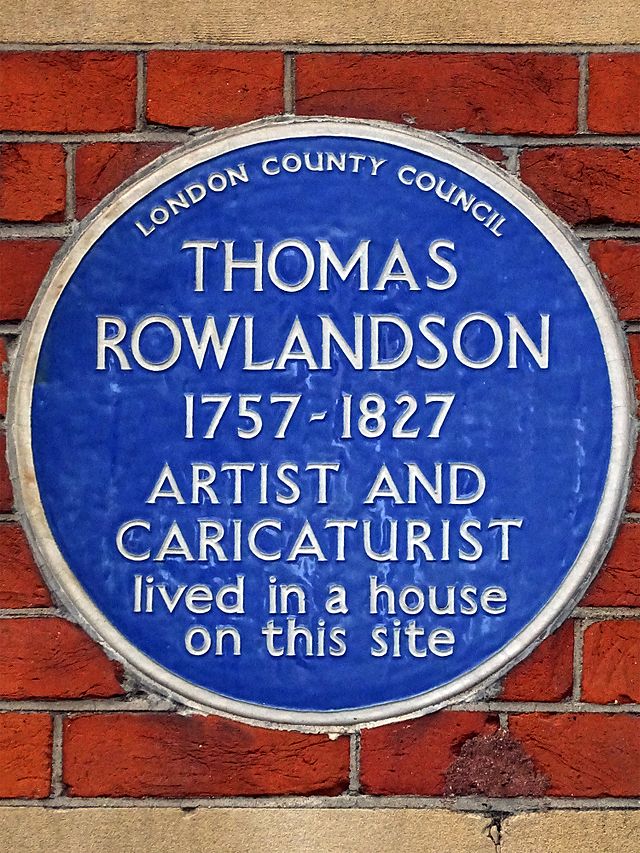 LONDON COUNTY COUNCIL
THOMAS
ROWLANDSON
1757-1827
ARTIST AND
CARICATURIST
lived in a house
on this site